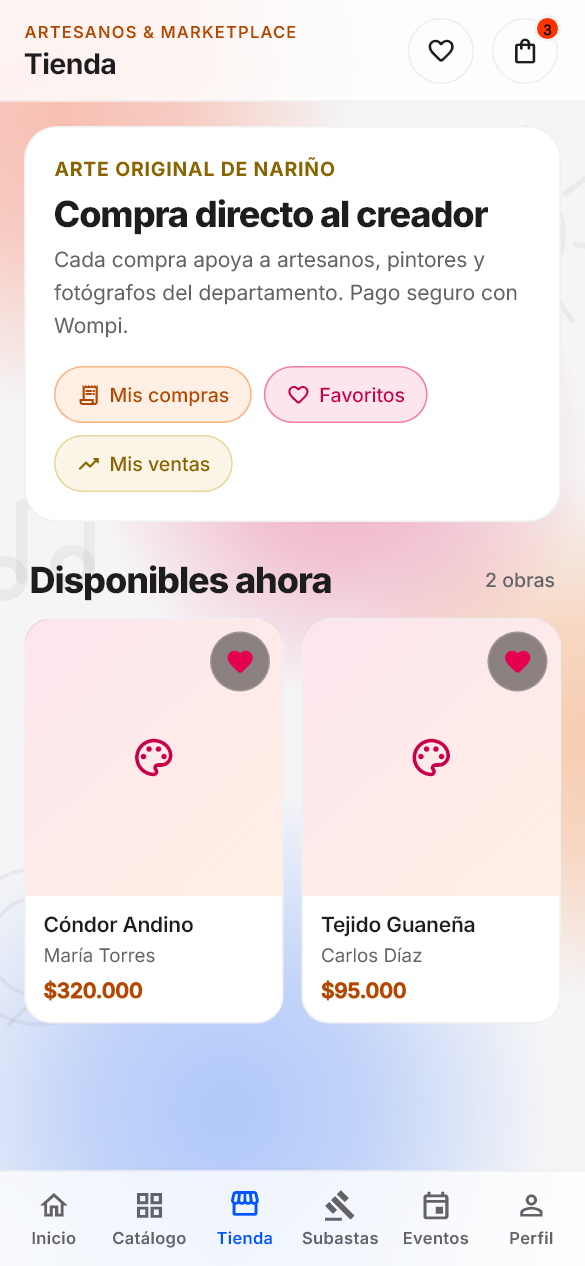 ARTESANOS & MARKETPLACE
Tienda
3
ARTE ORIGINAL DE NARIÑO
Compra directo al creador
Cada compra apoya a artesanos, pintores y
fotógrafos del departamento. Pago seguro con
Wompi.
Mis compras
Favoritos
Mis ventas
Disponibles ahora
2 obras
Cóndor Andino
María Torres
$320.000
Tejido Guaneña
Carlos Díaz
$95.000
Inicio
Catálogo
Tienda
Subastas
Eventos
Perfil